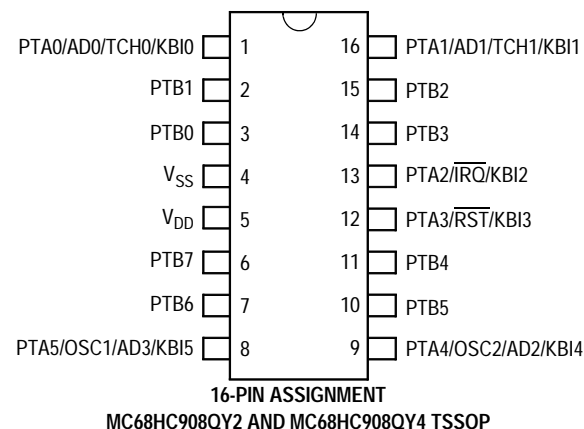 PTA0/AD0/TCH0/KBI0 1 16 PTA1/AD1/TCH1/KBI1
PTB1 2 15 PTB2
PTB0 3 14 PTB3
VSS 4 13 PTA2/IRQ/KBI2
VDD 5 12 PTA3/RST/KBI3
PTB7 6 11 PTB4
PTB6 7 10 PTB5
PTA5/OSC1/AD3/KBI5 8 9 PTA4/OSC2/AD2/KBI4
16-PIN ASSIGNMENT
MC68HC908QY2 AND MC68HC908QY4 TSSOP